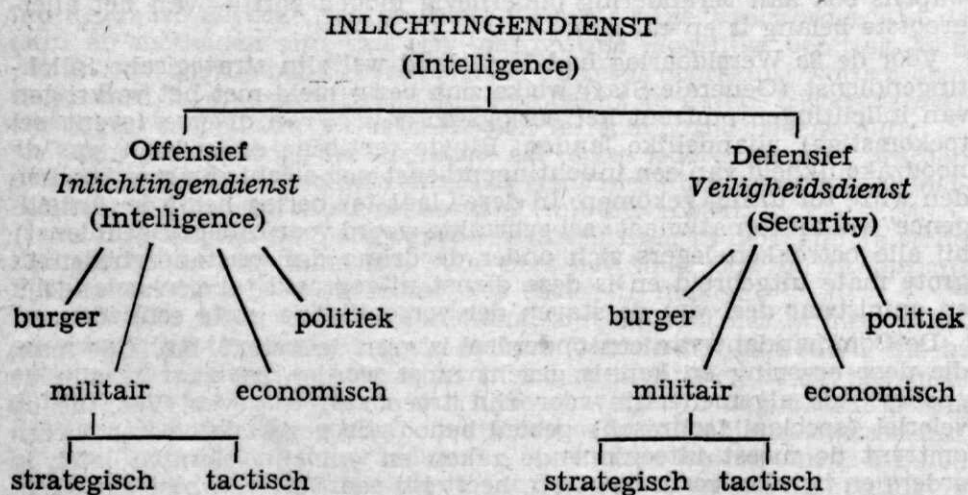 INLICHTINGENDIENST
(Intelligence)
Offensief
Inlichtingendienst
(Intelligence)
burger
politiek
militair
economisch
strategisch
tactisch
Defensief
Veiligheidsdienst
(Security)
burger
politiek
militair
economisch
strategisch
tactisch